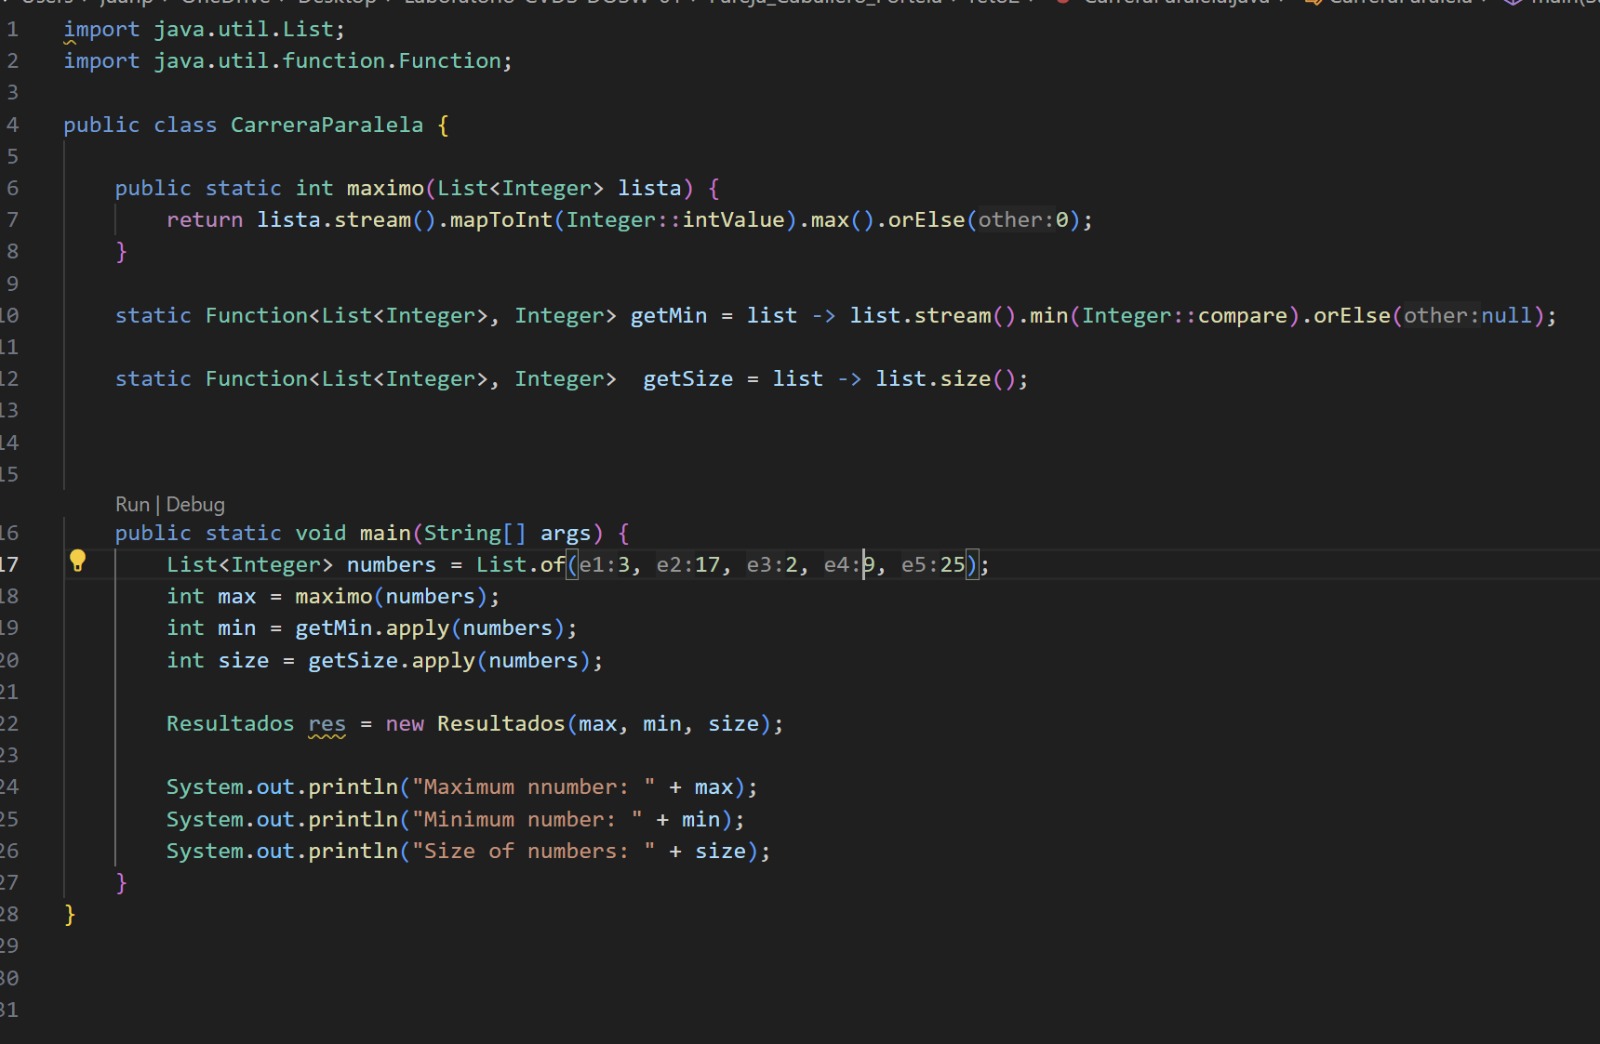 1 import java.util.List;
2 import java.util.function.Function;
3
4 public class CarreraParalela {
5
6 public static int maximo(List<Integer> lista) {
7 return lista.stream().mapToInt(Integer::intValue).max().orElse(other:0);
8 }
9
10 static Function<List<Integer>, Integer> getMin = list -> list.stream().min(Integer::compare).orElse(other:null);
11
12 static Function<List<Integer>, Integer>  getSize = list -> list.size();
13
14
15
Run | Debug
16 public static void main(String[] args) {
17 List<Integer> numbers = List.of(e1:3, e2:17, e3:2, e4:9, e5:25);
18 int max = maximo(numbers);
19 int min = getMin.apply(numbers);
20 int size = getSize.apply(numbers);
21
22 Resultados res = new Resultados(max, min, size);
23
24 System.out.println("Maximum nnumber: " + max);
25 System.out.println("Minimum number: " + min);
26 System.out.println("Size of numbers: " + size);
27 }
28 }
29
30
31